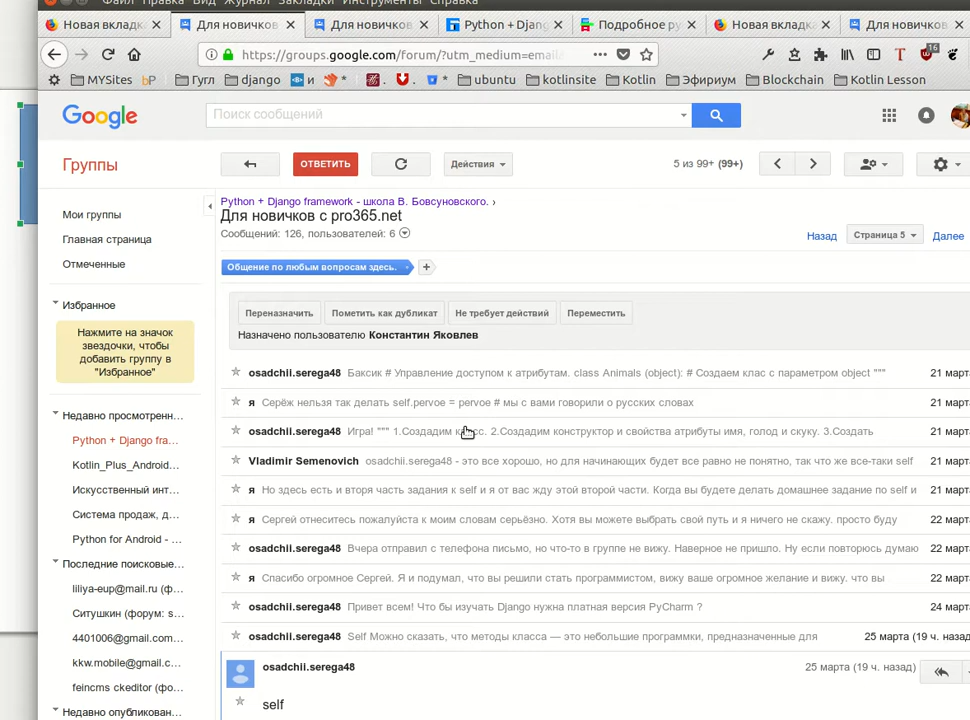 Файл Правка Вид Журнал Закладки Инструменты Справка
Новая вкладка Для новичков Для новичков Python + Djang Подробное ру Новая вкладка Для новичков
https://groups.google.com/forum/?utm_medium=email
16
MYSites bP Гугл django и * * ubuntu kotlinsite Kotlin Эфириум Blockchain Kotlin Lesson
Google Поиск сообщений
Группы ОТВЕТИТЬ Действия 5 из 99+ (99+)
Python + Django framework - школа В. Бовсуновского. ›
Для новичков с pro365.net
Сообщений: 126, пользователей: 6
Назад Страница 5 Далее
Общение по любым вопросам здесь. +
Мои группы
Главная страница
Отмеченные
Избранное
Нажмите на значок
звездочки, чтобы
добавить группу в
"Избранное"
Недавно просмотренн...
Python + Django fra...
Kotlin_Plus_Android...
Искусственный инт...
Система продаж, д...
Python for Android - ...
Последние поисковые...
liliya-eup@mail.ru (ф...
Ситушкин (форум: s...
4401006@gmail.com...
kkw.mobile@gmail.c...
feincms ckeditor (фо...
Недавно опубликован...
Переназначить Пометить как дубликат Не требует действий Переместить
Назначено пользователю Константин Яковлев
osadchii.serega48 Баксик # Управление доступом к атрибутам. class Animals (object): # Создаем клас с параметром object """ 21 март
я Серёж нельзя так делать self.pervoe = pervoe # мы с вами говорили о русских словах 21 март
osadchii.serega48 Игра! """ 1.Создадим класс. 2.Создадим конструктор и свойства атрибуты имя, голод и скуку. 3.Создать 21 март
Vladimir Semenovich osadchii.serega48 - это все хорошо, но для начинающих будет все равно не понятно, так что же все-таки self 21 март
я Но здесь есть и вторя часть задания к self и я от вас жду этой второй части. Когда вы будете делать домашнее задание по self и 21 март
я Сергей отнеситесь пожалуйста к моим словам серьёзно. Хотя вы можете выбрать свой путь и я ничего не скажу. просто буду 22 март
osadchii.serega48 Вчера отправил с телефона письмо, но что-то в группе не вижу. Наверное не пришло. Ну если повторюсь думаю 22 март
я Спасибо огромное Сергей. Я и подумал, что вы решили стать программистом, вижу ваше огромное желание и вижу. что вы 22 март
osadchii.serega48 Привет всем! Что бы изучать Django нужна платная версия PyCharm ? 24 март
osadchii.serega48 Self Можно сказать, что методы класса — это небольшие программки, предназначенные для 25 марта (19 ч. назад)
osadchii.serega48 25 марта (19 ч. назад)
self